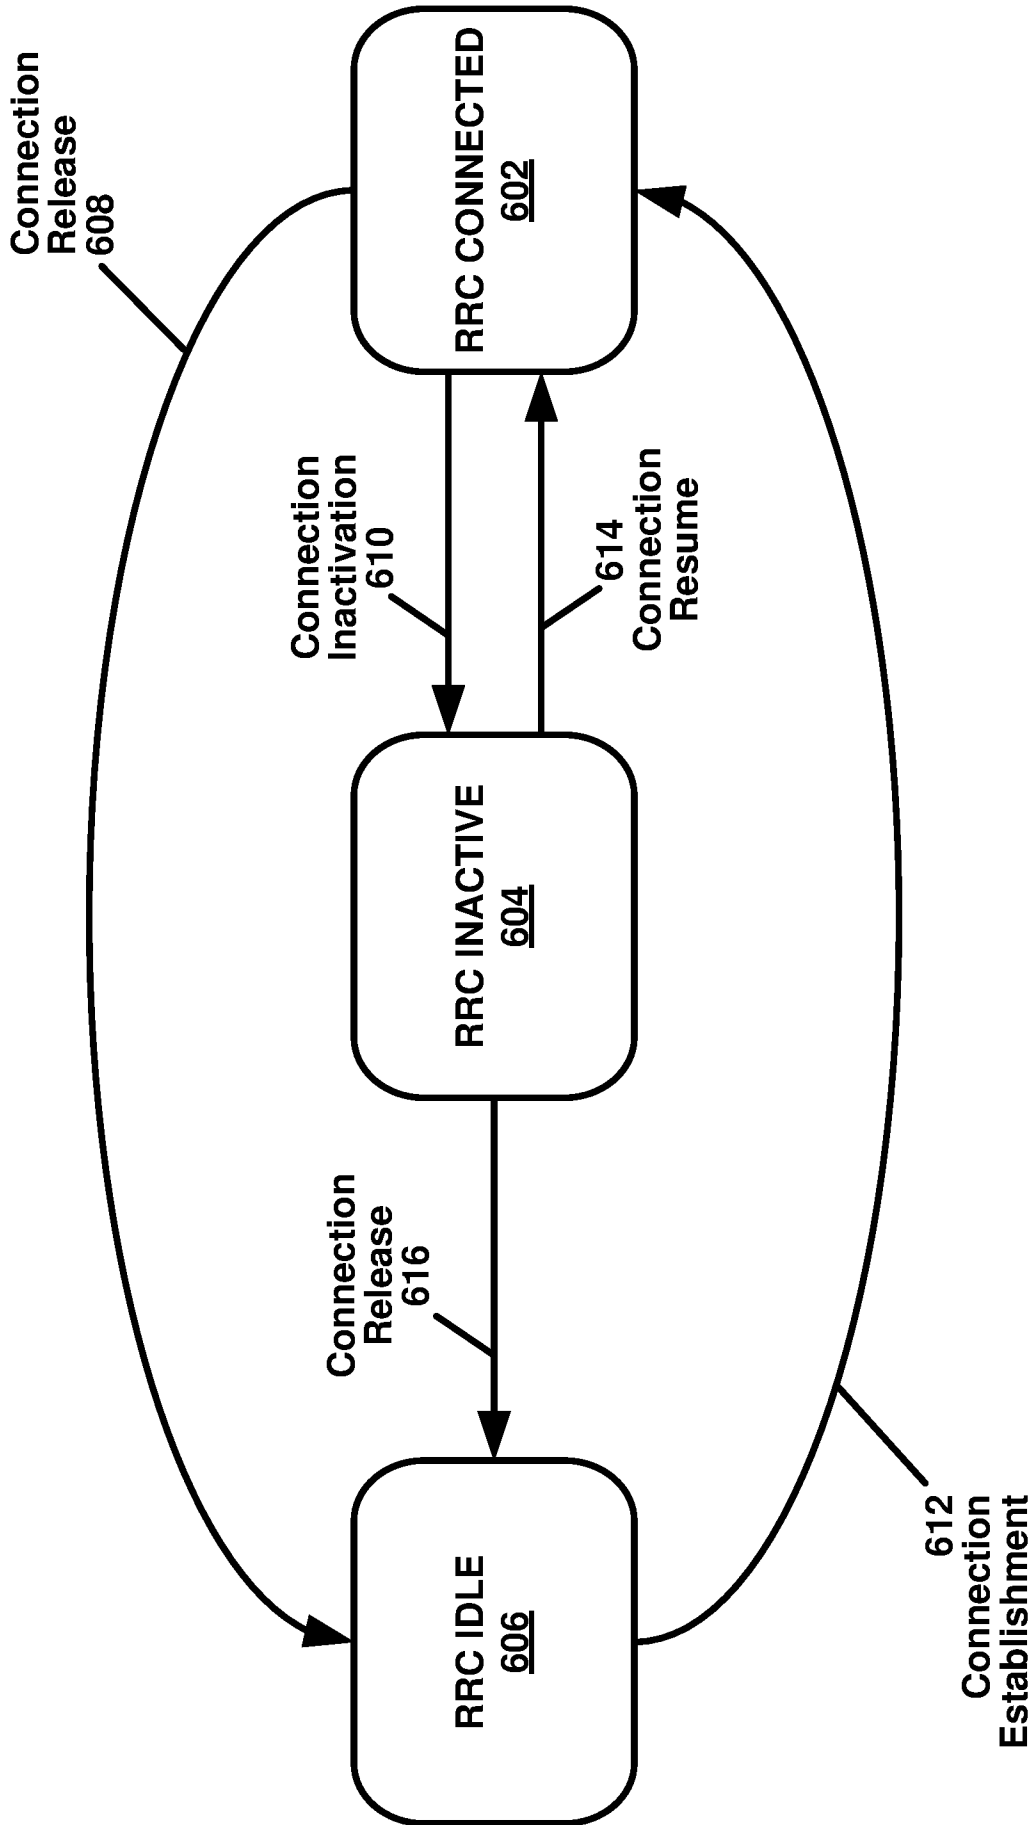 Connection
Release
608
Connection
Inactivation
610
Connection
Release
616
RRC IDLE
606
RRC INACTIVE
604
RRC CONNECTED
602
614
Connection
Resume
612
Connection
Establishment